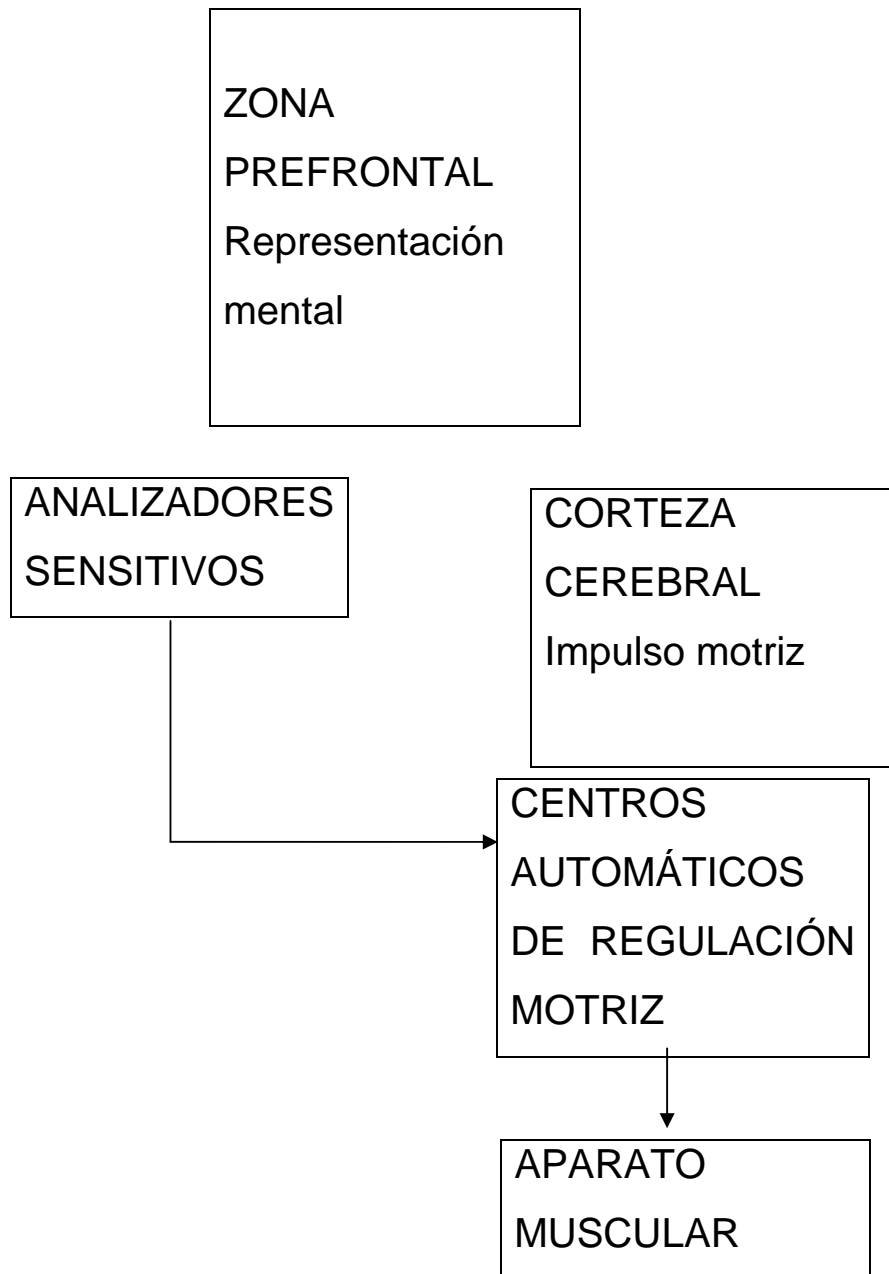 ZONA
PREFRONTAL
Representación
mental
ANALIZADORES
SENSITIVOS
CORTEZA
CEREBRAL
Impulso motriz
CENTROS
AUTOMÁTICOS
DE REGULACIÓN
MOTRIZ
APARATO
MUSCULAR